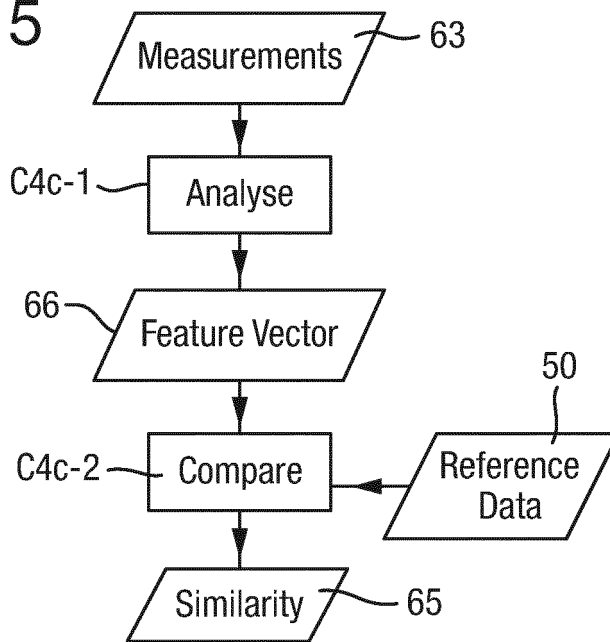 5
Measurements
63
C4c-1
Analyse
66
Feature Vector
50
C4c-2
Compare
Reference
Data
Similarity
65